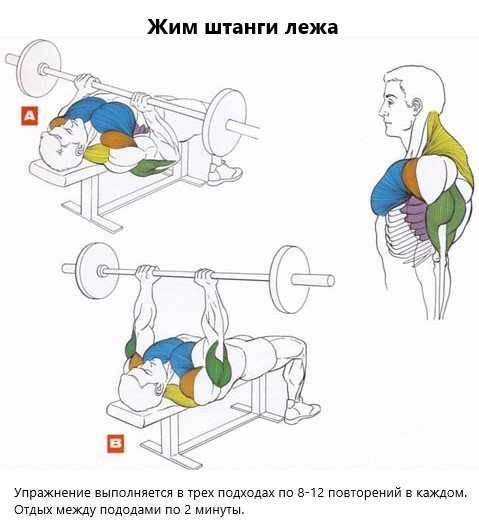 Жим штанги лежа
A
B
Упражнение выполняется в трех подходах по 8-12 повторений в каждом.
Отдых между пододами по 2 минуты.